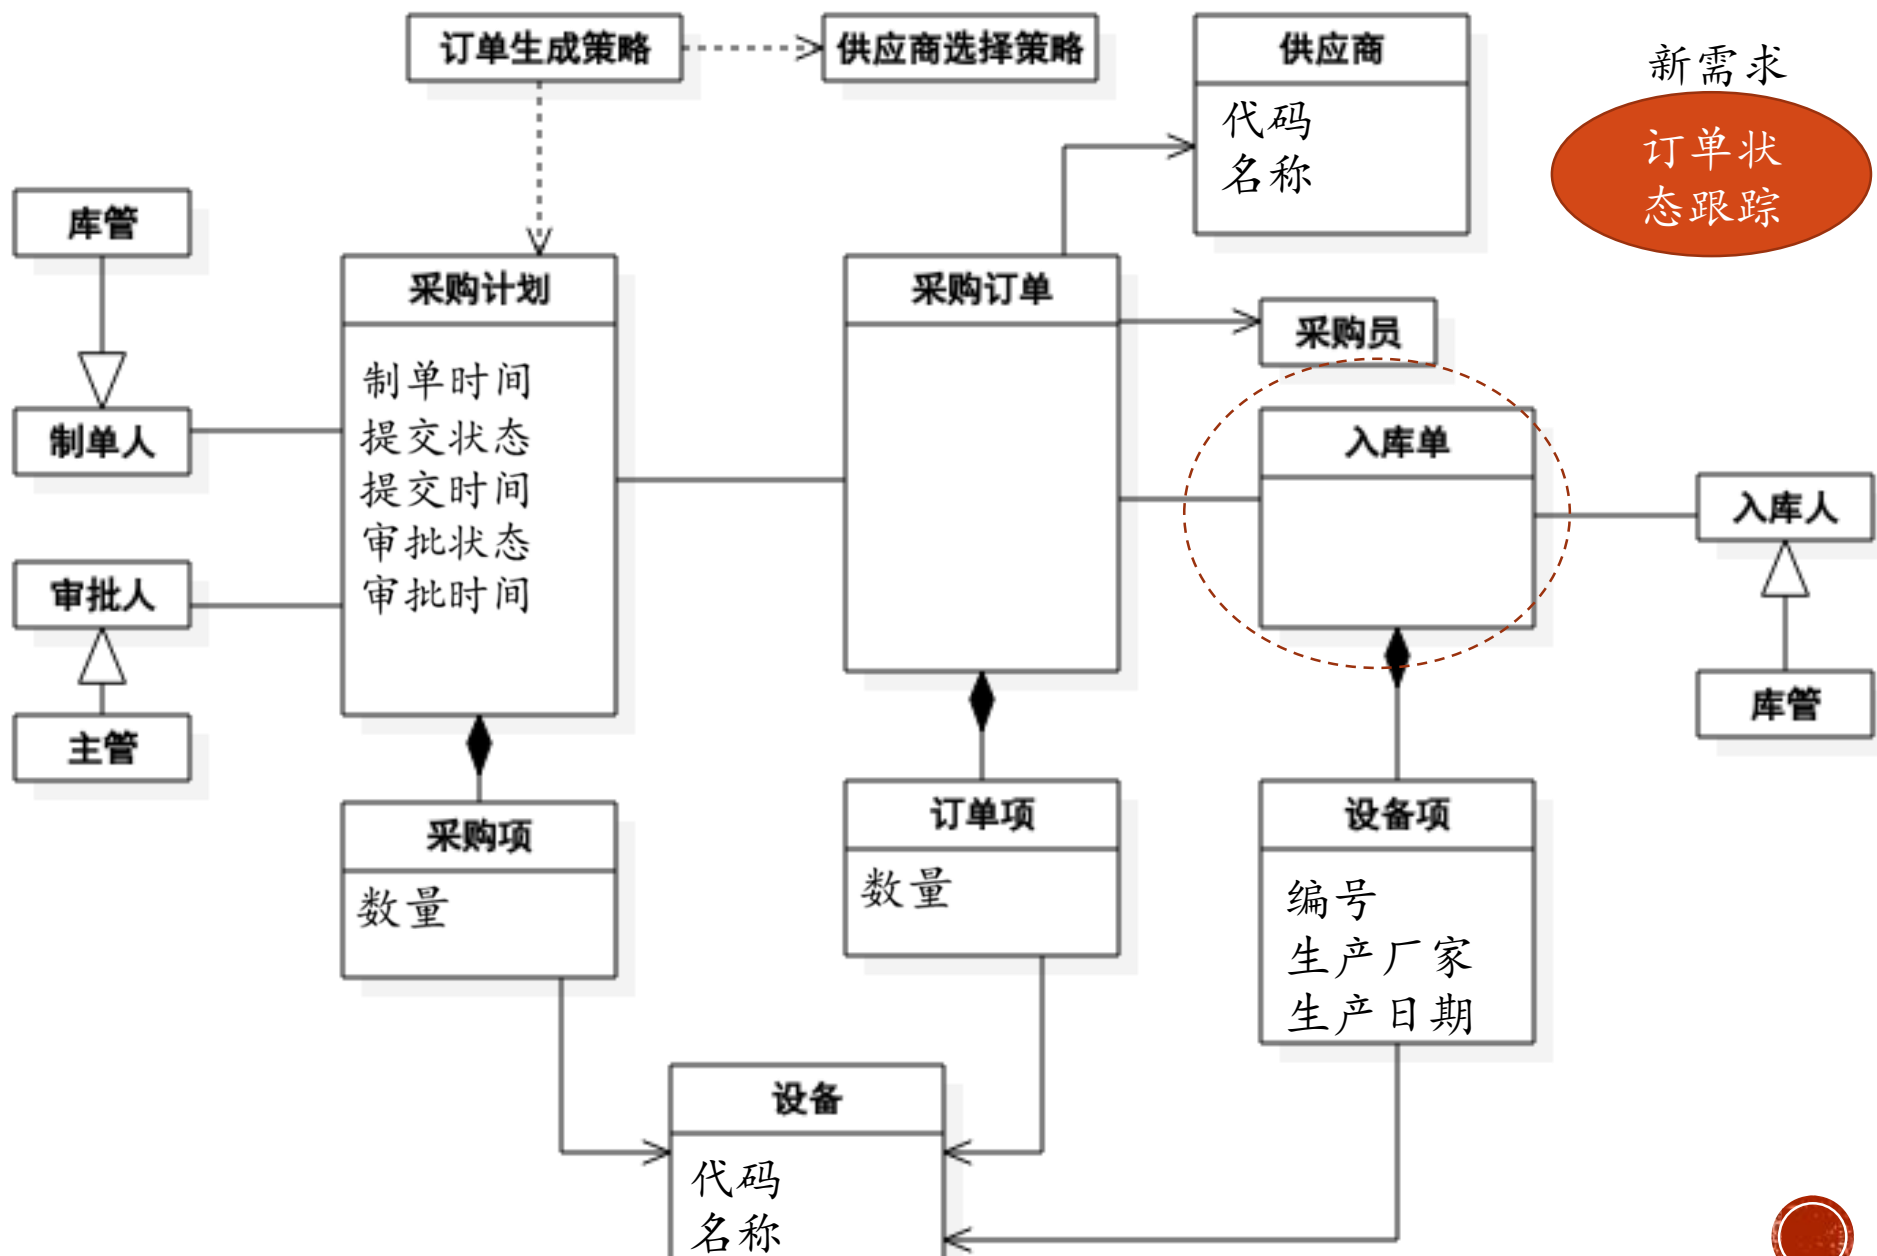 订单生成策略
供应商选择策略
供应商
代码
名称
新需求
订单状
态跟踪
库管
制单人
审批人
主管
采购计划
制单时间
提交状态
提交时间
审批状态
审批时间
采购订单
采购员
入库单
入库人
库管
采购项
数量
订单项
数量
设备项
编号
生产厂家
生产日期
设备
代码
名称